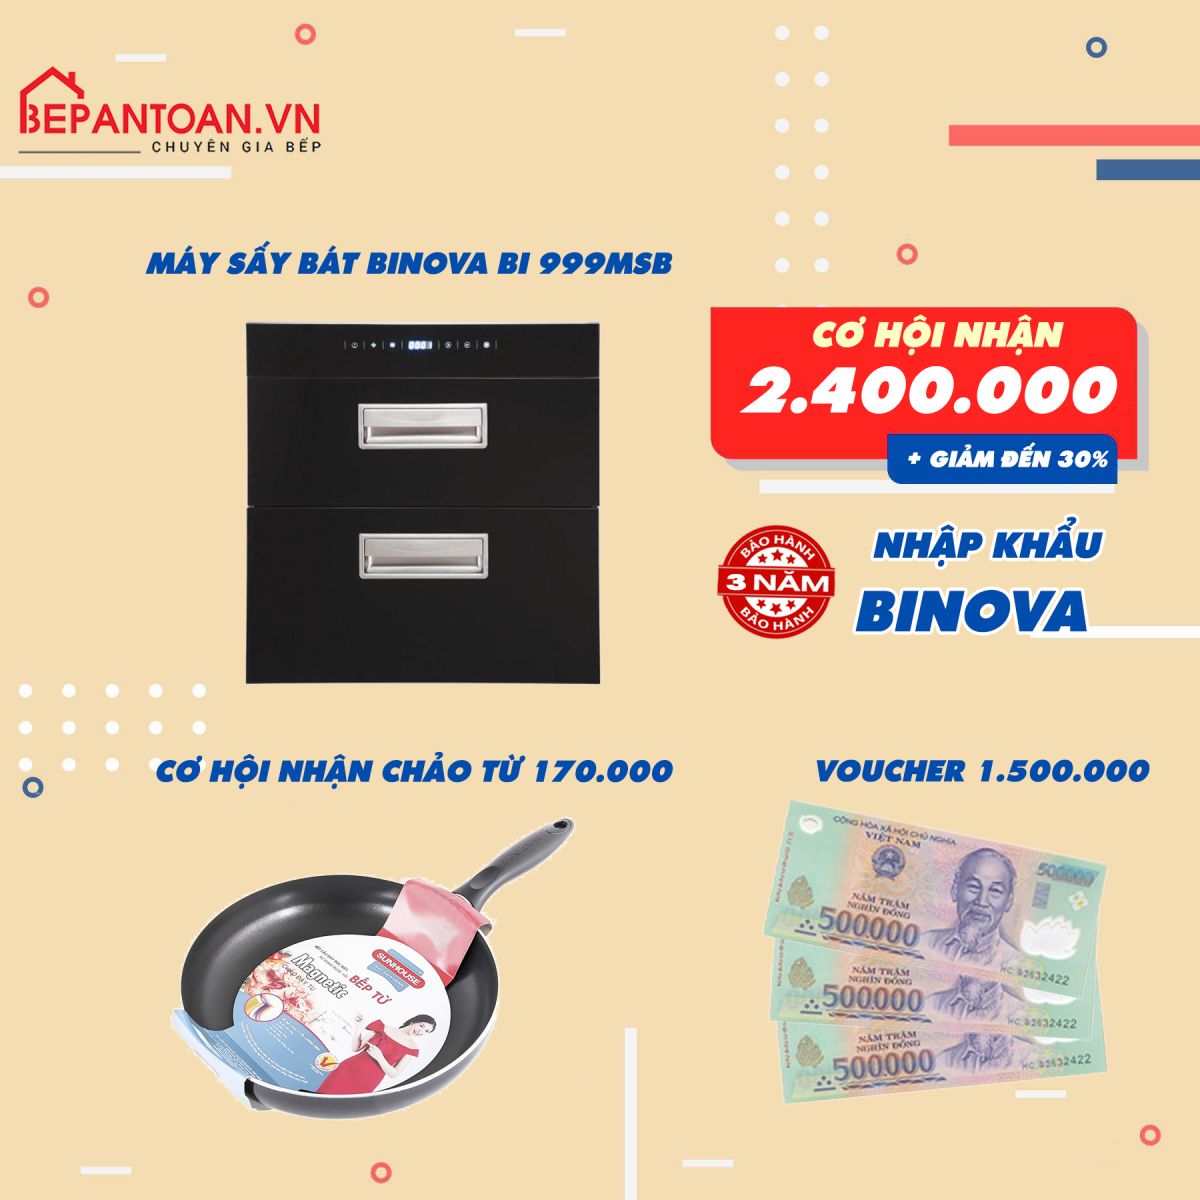 BEPANTOAN.VN
CHUYÊN GIA BẾP
MÁY SẤY BÁT BINOVA BI 999MSB
CƠ HỘI NHẬN
2.400.000
+ GIẢM ĐẾN 30%
BẢO HÀNH
3 NĂM
BẢO HÀNH
NHẬP KHẨU
BINOVA
CƠ HỘI NHẬN CHẢO TỪ 170.000
VOUCHER 1.500.000
SUNHOUSE
BẾP TỪ
Magnetic
CHẢO ĐÁY TỪ
CỘNG HÒA XÃ HỘI CHỦ NGHĨA
VIỆT NAM
500000
NĂM TRĂM
NGHÌN ĐỒNG
500000
NĂM TRĂM
NGHÌN ĐỒNG
500000
NĂM TRĂM
NGHÌN ĐỒNG
500000